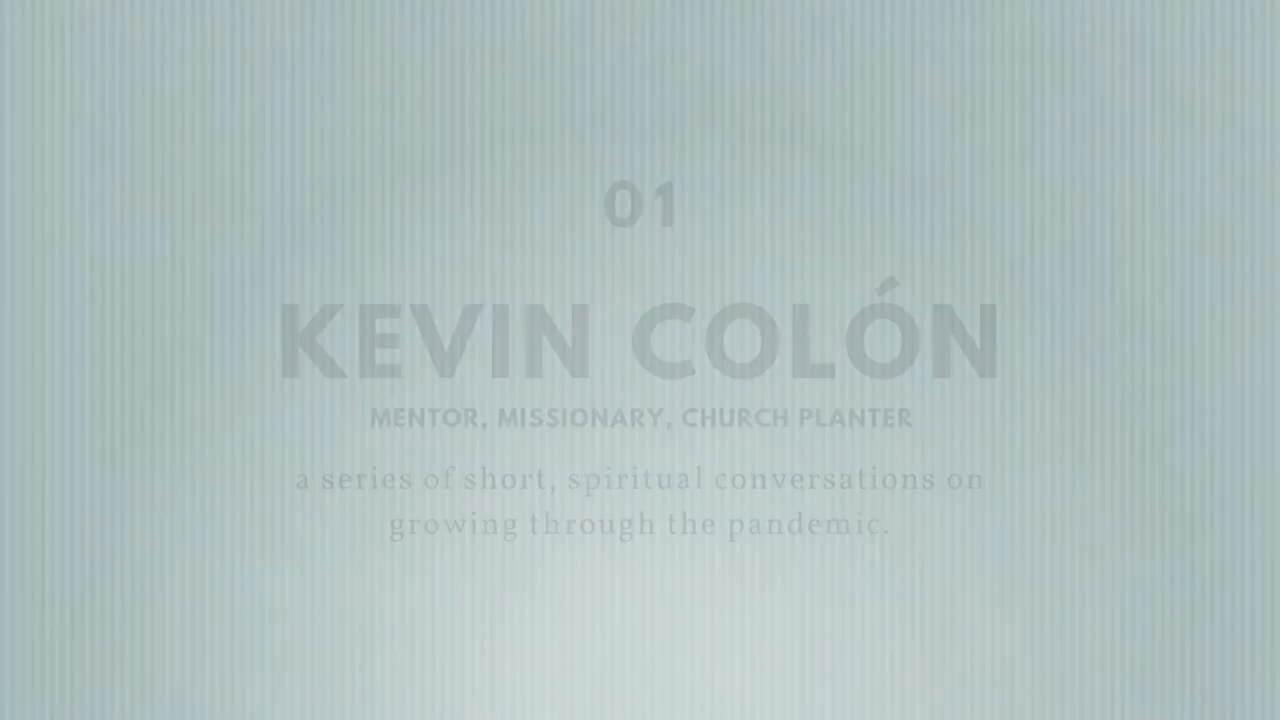 01
KEVIN COLÓN
MENTOR, MISSIONARY, CHURCH PLANTER
a series of short, spiritual conversations on
growing through the pandemic.